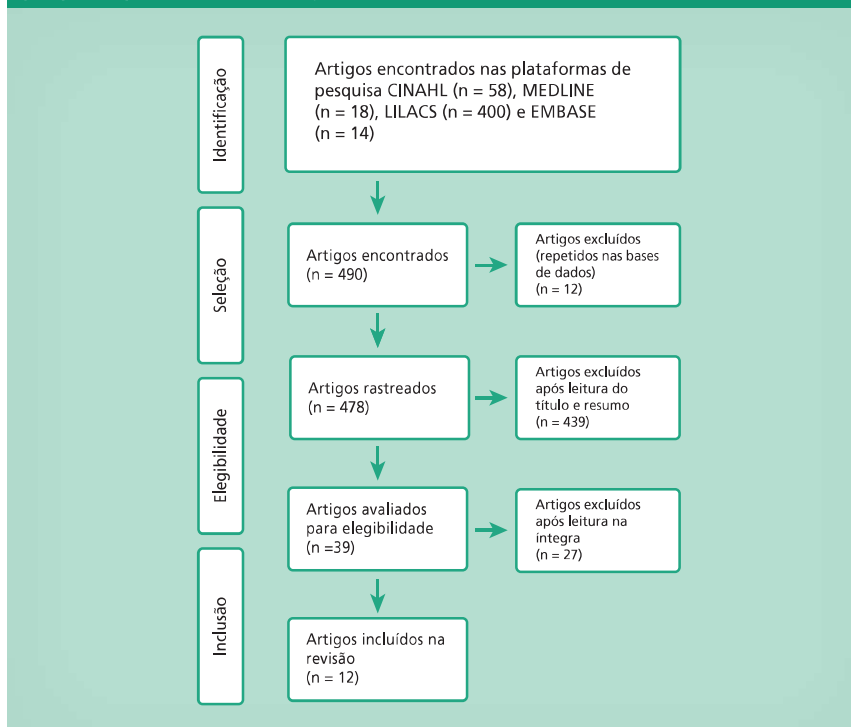 Identificação
Artigos encontrados nas plataformas de
pesquisa CINAHL (n = 58), MEDLINE
(n = 18), LILACS (n = 400) e EMBASE
(n = 14)
Seleção
Artigos encontrados
(n = 490)
Artigos excluídos
(repetidos nas bases
de dados)
(n = 12)
Artigos rastreados
(n = 478)
Artigos excluídos
após leitura do
título e resumo
(n = 439)
Elegibilidade
Artigos avaliados
para elegibilidade
(n =39)
Artigos excluídos
após leitura na
íntegra
(n = 27)
Inclusão
Artigos incluídos na
revisão
(n = 12)